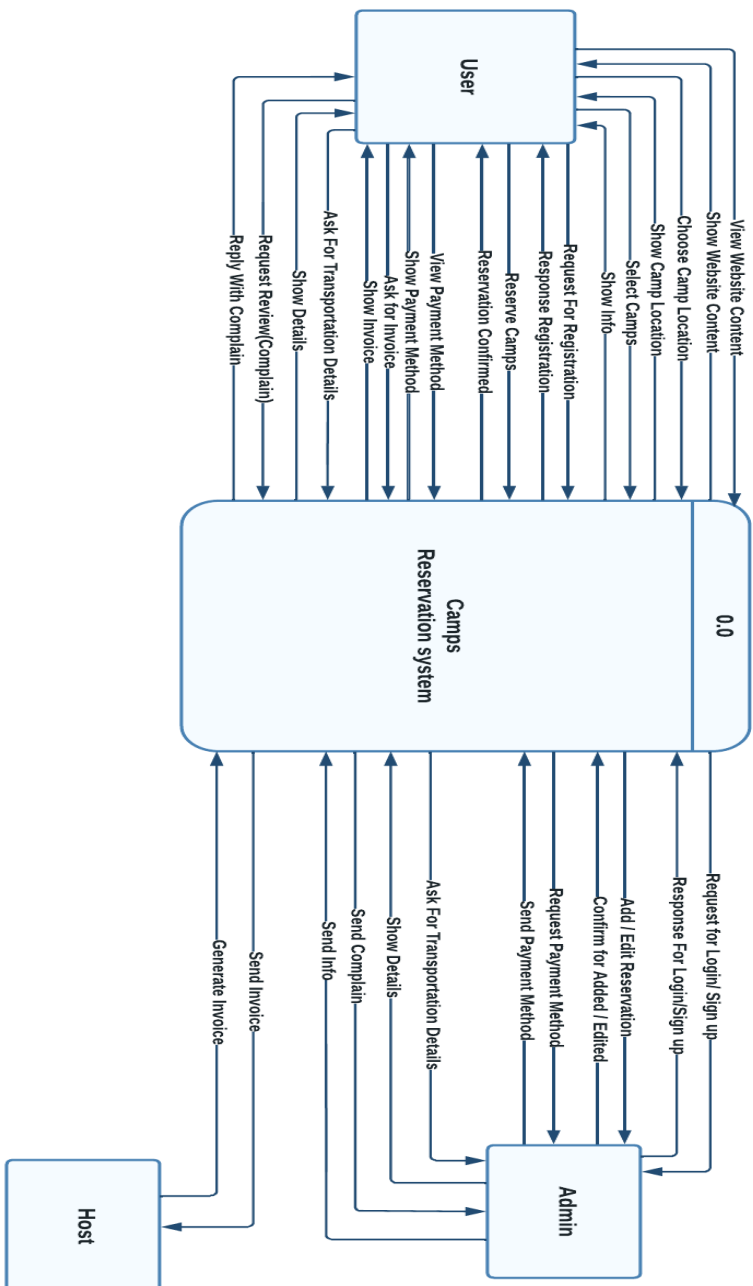 User
View Website Content
Show Website Content
Choose Camp Location
Show Camp Location
Select Camps
Show Info
Request For Registration
Response Registration
Reserve Camps
Reservation Confirmed
View Payment Method
Show Payment Method
Ask for Invoice
Show Invoice
Ask For Transportation Details
Show Details
Request Review(Complain)
Reply With Complain
0.0
Camps
Reservation system
Request for Login/ Sign up
Response For Login/Sign up
Add / Edit Reservation
Confirm for Added / Edited
Request Payment Method
Send Payment Method
Ask For Transportation Details
Show Details
Send Complain
Send Info
Send Invoice
Generate Invoice
Admin
Host